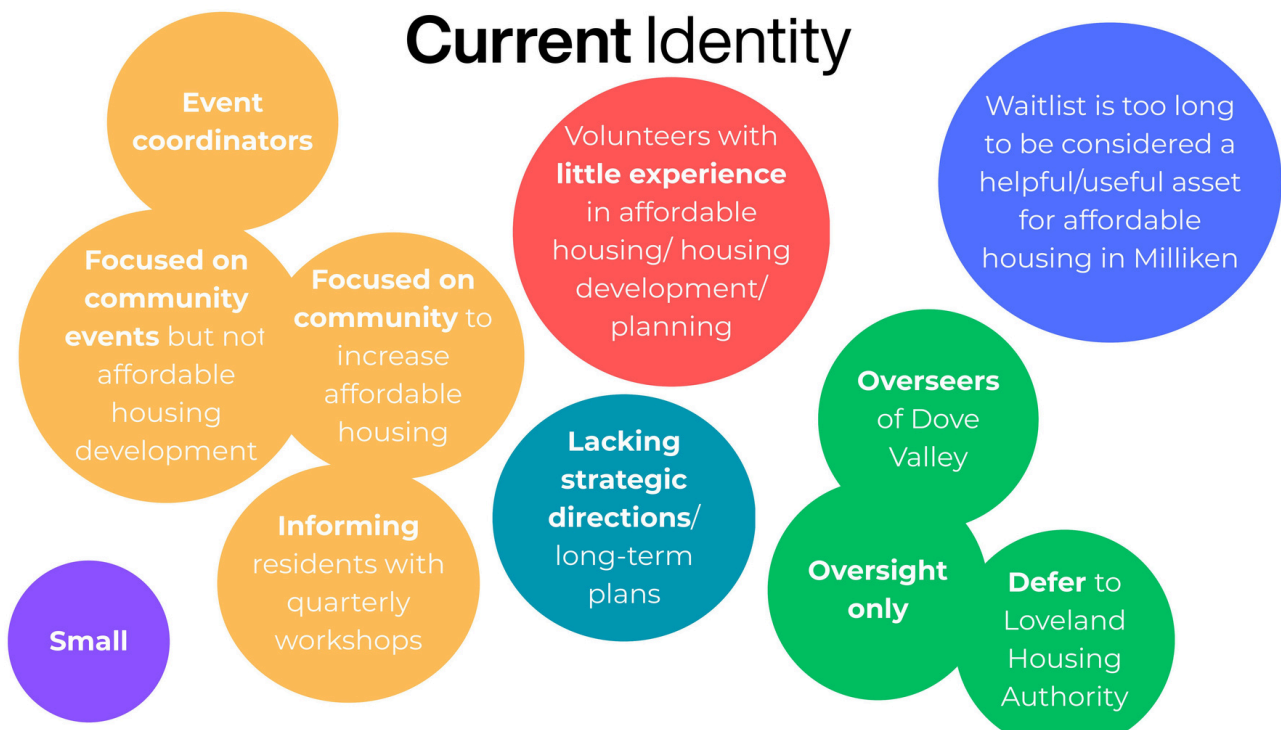 Current Identity
Event
coordinators
Focused on
community
events but not
affordable
housing
development
Focused on
community to
increase
affordable
housing
Informing
residents with
quarterly
workshops
Small
Volunteers with
little experience
in affordable
housing/ housing
development/
planning
Lacking
strategic
directions/
long-term
plans
Waitlist is too long
to be considered a
helpful/useful asset
for affordable
housing in Milliken
Overseers
of Dove
Valley
Oversight
only
Defer to
Loveland
Housing
Authority